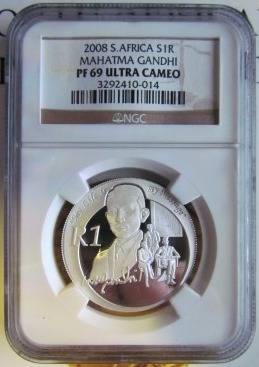 2008 S.AFRICA S1R
MAHATMA GANDHI
PF 69 ULTRA CAMEO
3292410-014
NGC
R1